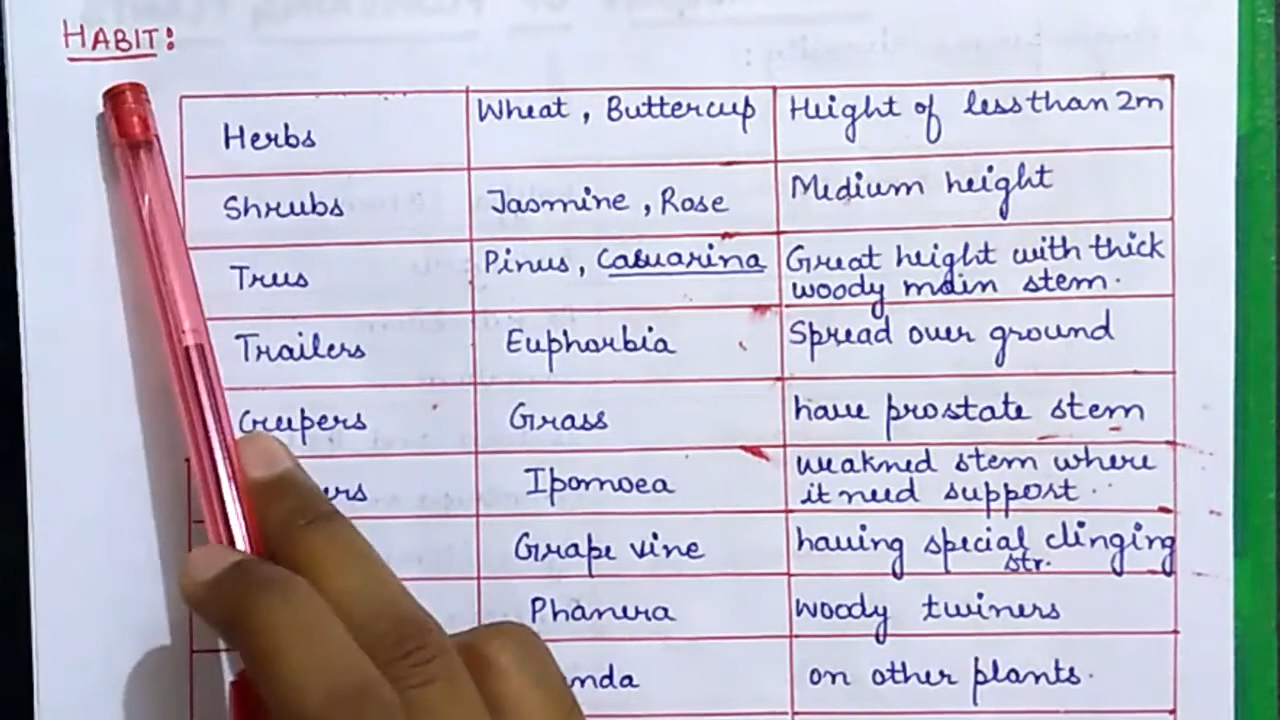 HABIT:
Herbs
Wheat, Buttercup
Height of less than 2m
Shrubs
Jasmine, Rose
Medium height
Trees
Pinus, Casuarina
Great height with thick
woody main stem.
Trailers
Euphorbia
Spread over ground
Creepers
Grass
have prostate stem
ers
Ipomoea
weakned stem where
it need support.
Grape vine
having special clinging
str.
Phanera
woody twiners
nda
on other plants.